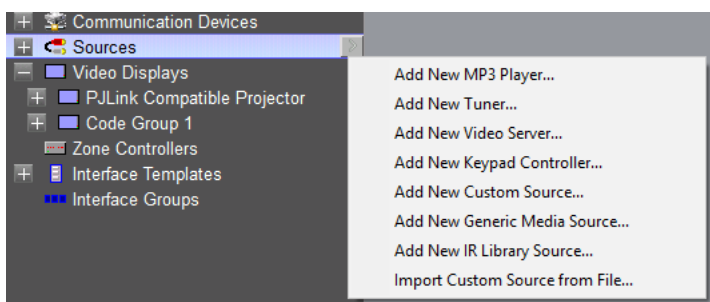 Communication Devices
Sources
Video Displays
PJLink Compatible Projector
Code Group 1
Zone Controllers
Interface Templates
Interface Groups
Add New MP3 Player...
Add New Tuner...
Add New Video Server...
Add New Keypad Controller...
Add New Custom Source...
Add New Generic Media Source...
Add New IR Library Source...
Import Custom Source from File...